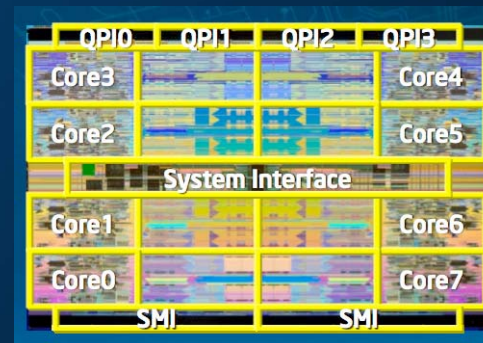 QPI0 QPI1 QPI2 QPI3
Core3 Core4
Core2 Core5
System Interface
Core1 Core6
Core0 Core7
SMI SMI